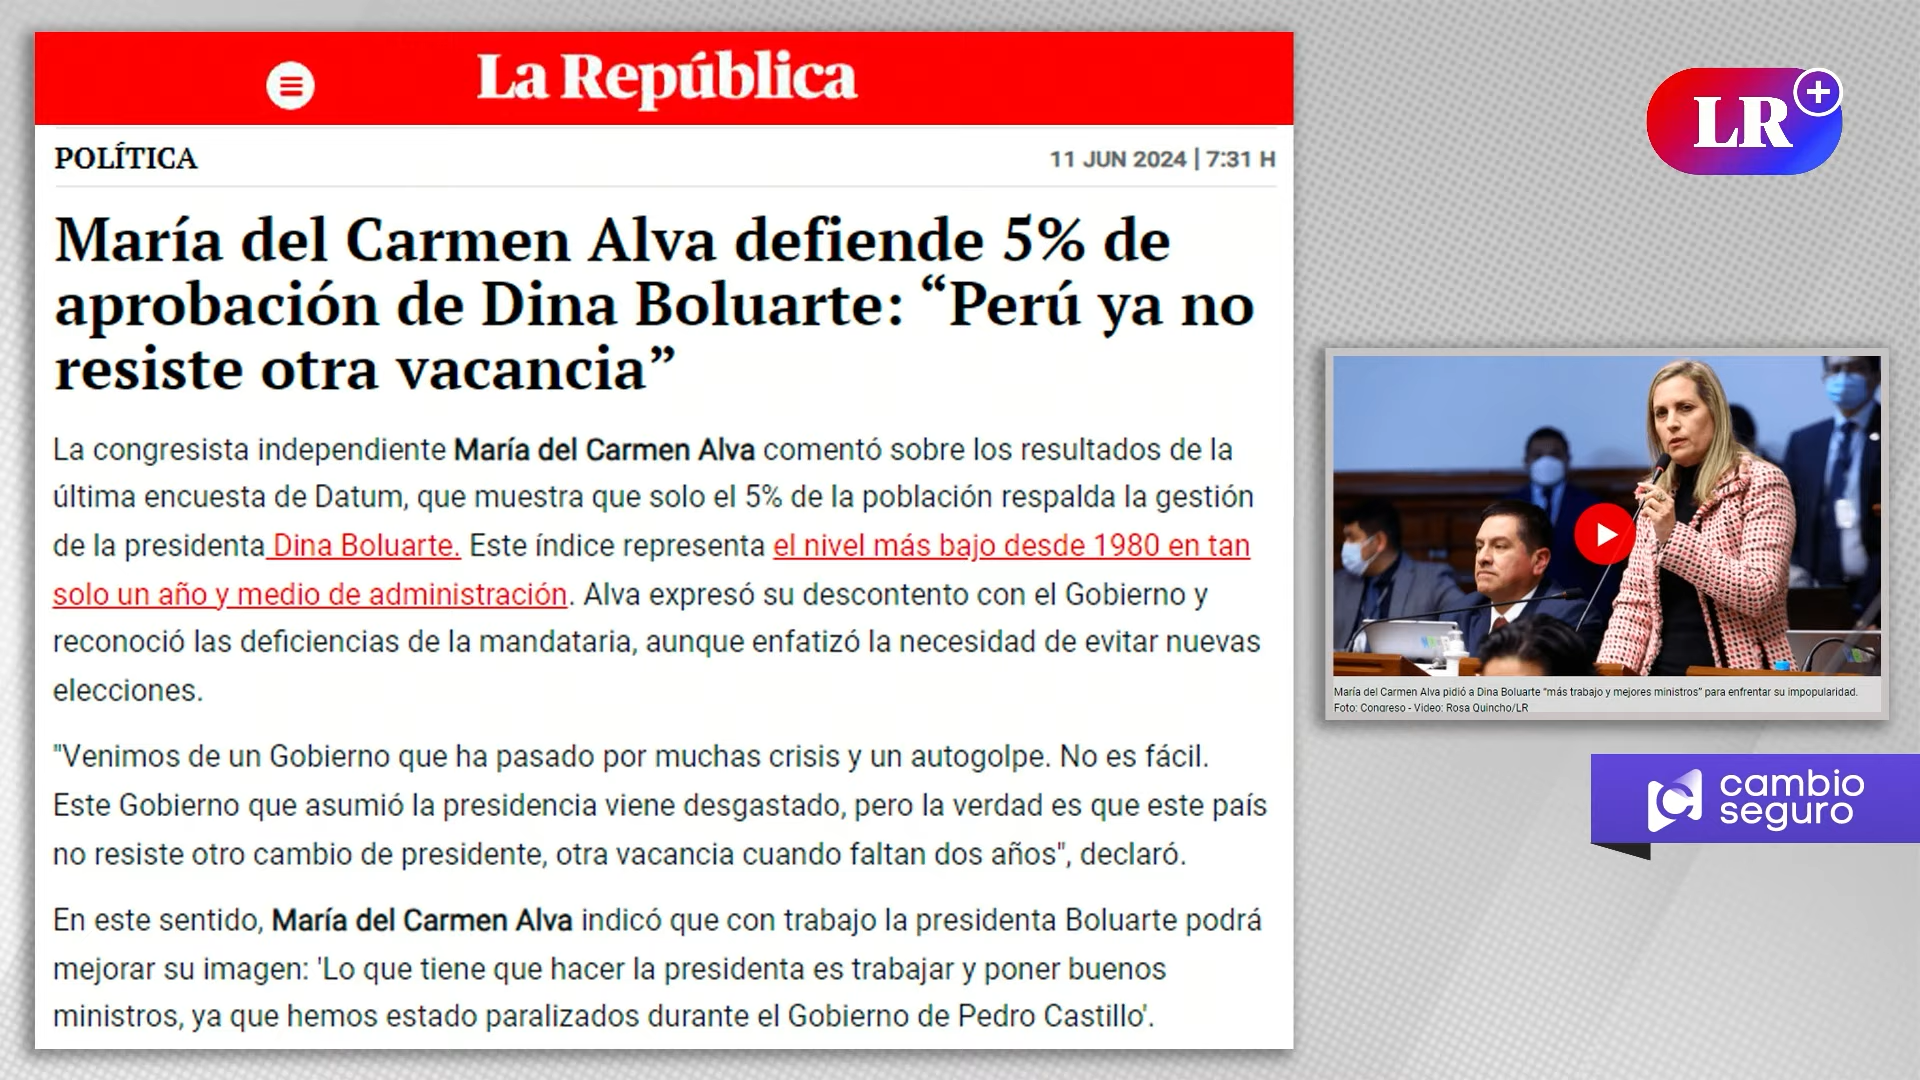 La República
POLÍTICA
11 JUN 2024 | 7:31 H
María del Carmen Alva defiende 5% de
aprobación de Dina Boluarte: “Perú ya no
resiste otra vacancia”
La congresista independiente María del Carmen Alva comentó sobre los resultados de la
última encuesta de Datum, que muestra que solo el 5% de la población respalda la gestión
de la presidenta Dina Boluarte. Este índice representa el nivel más bajo desde 1980 en tan
solo un año y medio de administración. Alva expresó su descontento con el Gobierno y
reconoció las deficiencias de la mandataria, aunque enfatizó la necesidad de evitar nuevas
elecciones.
"Venimos de un Gobierno que ha pasado por muchas crisis y un autogolpe. No es fácil.
Este Gobierno que asumió la presidencia viene desgastado, pero la verdad es que este país
no resiste otro cambio de presidente, otra vacancia cuando faltan dos años", declaró.
En este sentido, María del Carmen Alva indicó que con trabajo la presidenta Boluarte podrá
mejorar su imagen: 'Lo que tiene que hacer la presidenta es trabajar y poner buenos
ministros, ya que hemos estado paralizados durante el Gobierno de Pedro Castillo'.
LR+
María del Carmen Alva pidió a Dina Boluarte “más trabajo y mejores ministros” para enfrentar su impopularidad.
Foto: Congreso - Video: Rosa Quincho/LR
cambio
seguro